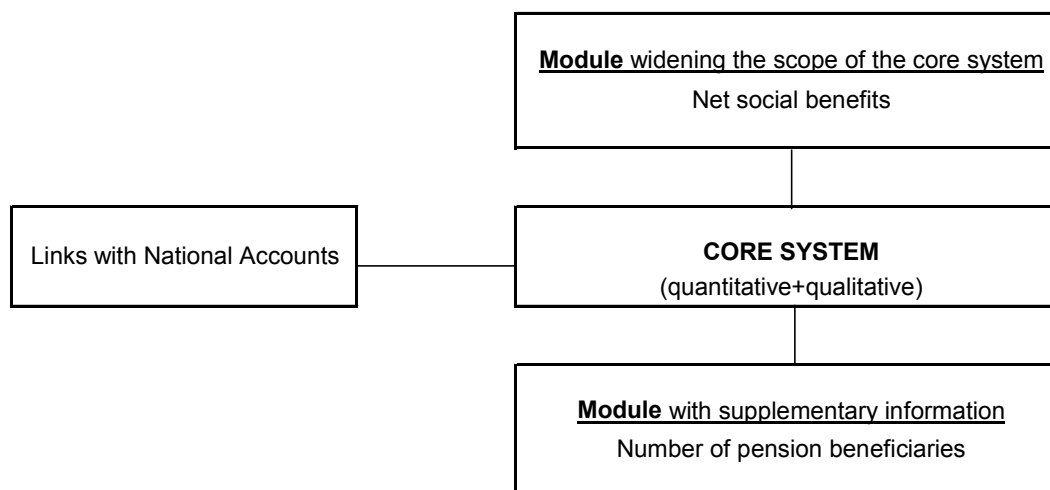 Module widening the scope of the core system
Net social benefits
Links with National Accounts
CORE SYSTEM
(quantitative+qualitative)
Module with supplementary information
Number of pension beneficiaries